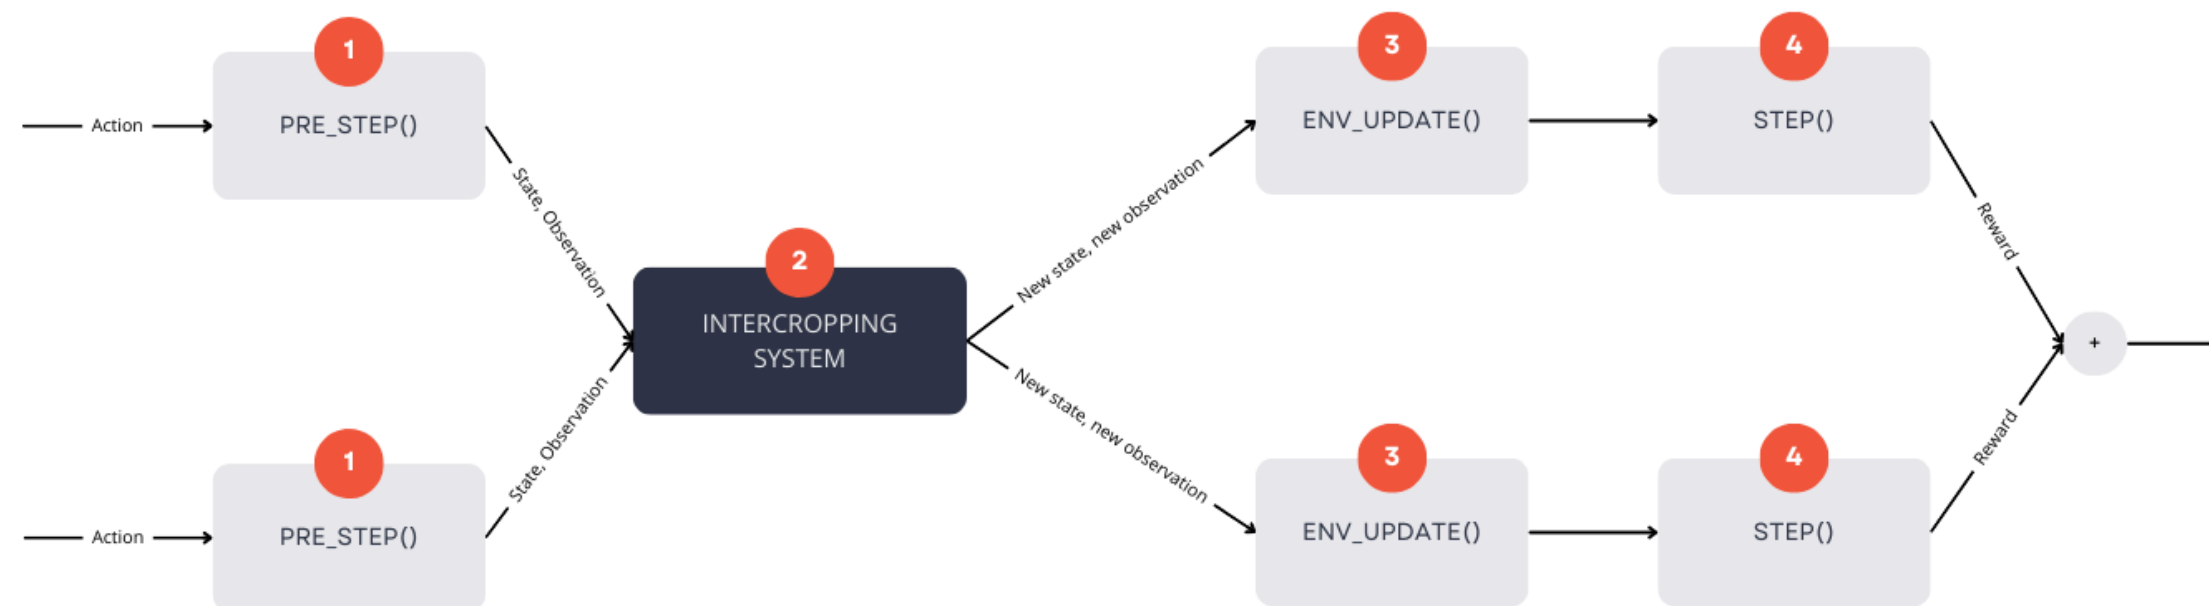 1
Action
PRE_STEP()
State, Observation
2
INTERCROPPING
SYSTEM
New state, new observation
3
ENV_UPDATE()
4
STEP()
Reward
+
1
Action
PRE_STEP()
State, Observation
New state, new observation
3
ENV_UPDATE()
4
STEP()
Reward